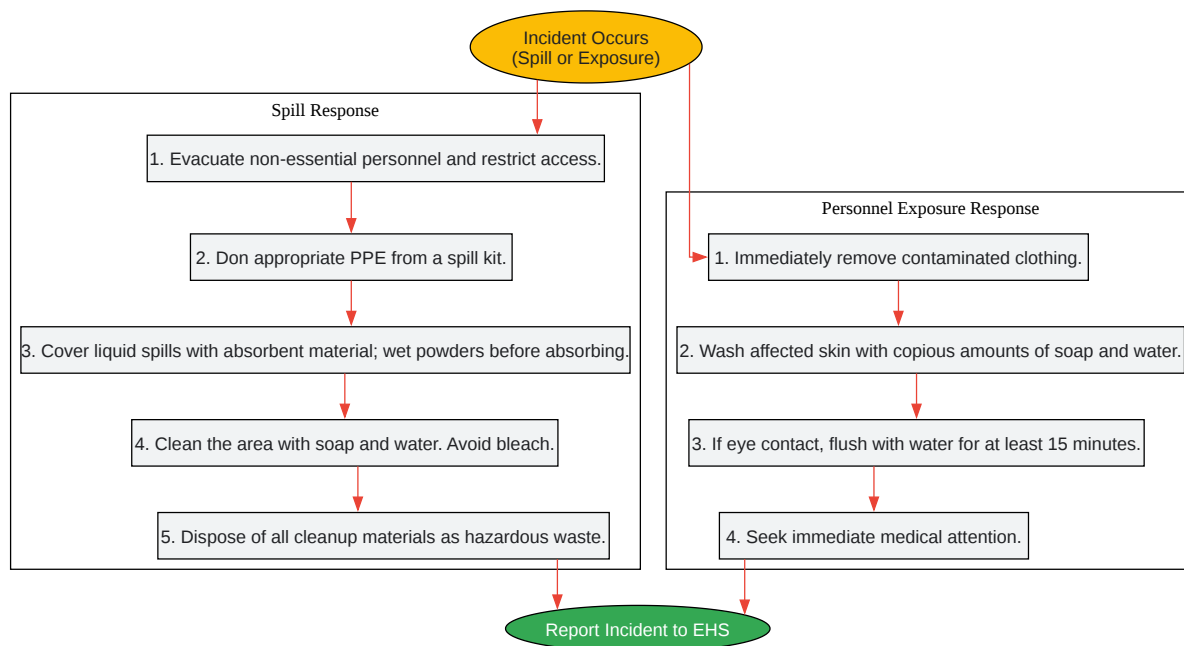 Incident Occurs
(Spill or Exposure)
Spill Response
1. Evacuate non-essential personnel and restrict access.
2. Don appropriate PPE from a spill kit.
3. Cover liquid spills with absorbent material; wet powders before absorbing.
4. Clean the area with soap and water. Avoid bleach.
5. Dispose of all cleanup materials as hazardous waste.
Personnel Exposure Response
1. Immediately remove contaminated clothing.
2. Wash affected skin with copious amounts of soap and water.
3. If eye contact, flush with water for at least 15 minutes.
4. Seek immediate medical attention.
Report Incident to EHS